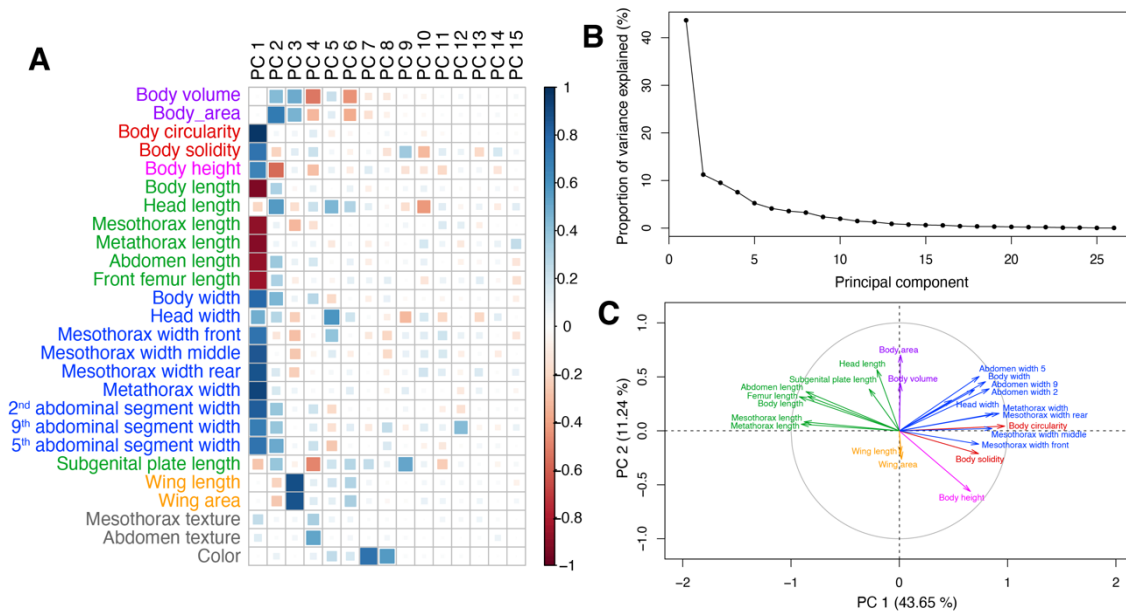 A
PC 1
PC 2
PC 3
PC 4
PC 5
PC 6
PC 7
PC 8
PC 9
PC 10
PC 11
PC 12
PC 13
PC 14
PC 15
Body volume
Body_area
Body circularity
Body solidity
Body height
Body length
Head length
Mesothorax length
Metathorax length
Abdomen length
Front femur length
Body width
Head width
Mesothorax width front
Mesothorax width middle
Mesothorax width rear
Metathorax width
2nd abdominal segment width
9th abdominal segment width
5th abdominal segment width
Subgenital plate length
Wing length
Wing area
Mesothorax texture
Abdomen texture
Color
1
0.8
0.6
0.4
0.2
0
−0.2
−0.4
−0.6
−0.8
−1
B
Proportion of variance explained (%)
40
30
20
10
0
0
5
10
15
20
25
Principal component
C
PC 2 (11.24 %)
1.0
0.5
0.0
−0.5
−1.0
Body area
Head length
Subgenital plate length
Body volume
Abdomen length
Femur length
Body length
Mesothorax length
Metathorax length
Abdomen width 5
Body width
Abdomen width 9
Abdomen width 2
Head width
Metathorax width
Mesothorax width rear
Body circularity
Mesothorax width middle
Mesothorax width front
Body solidity
Wing length
Wing area
Body height
−2
−1
0
1
2
PC 1 (43.65 %)